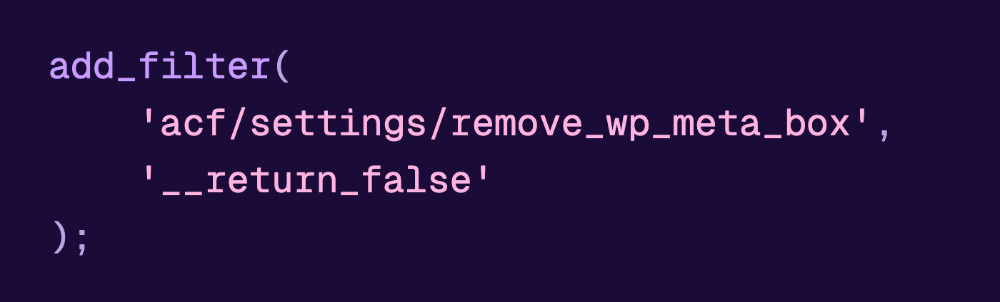 add_filter(
    'acf/settings/remove_wp_meta_box',
    '__return_false'
);